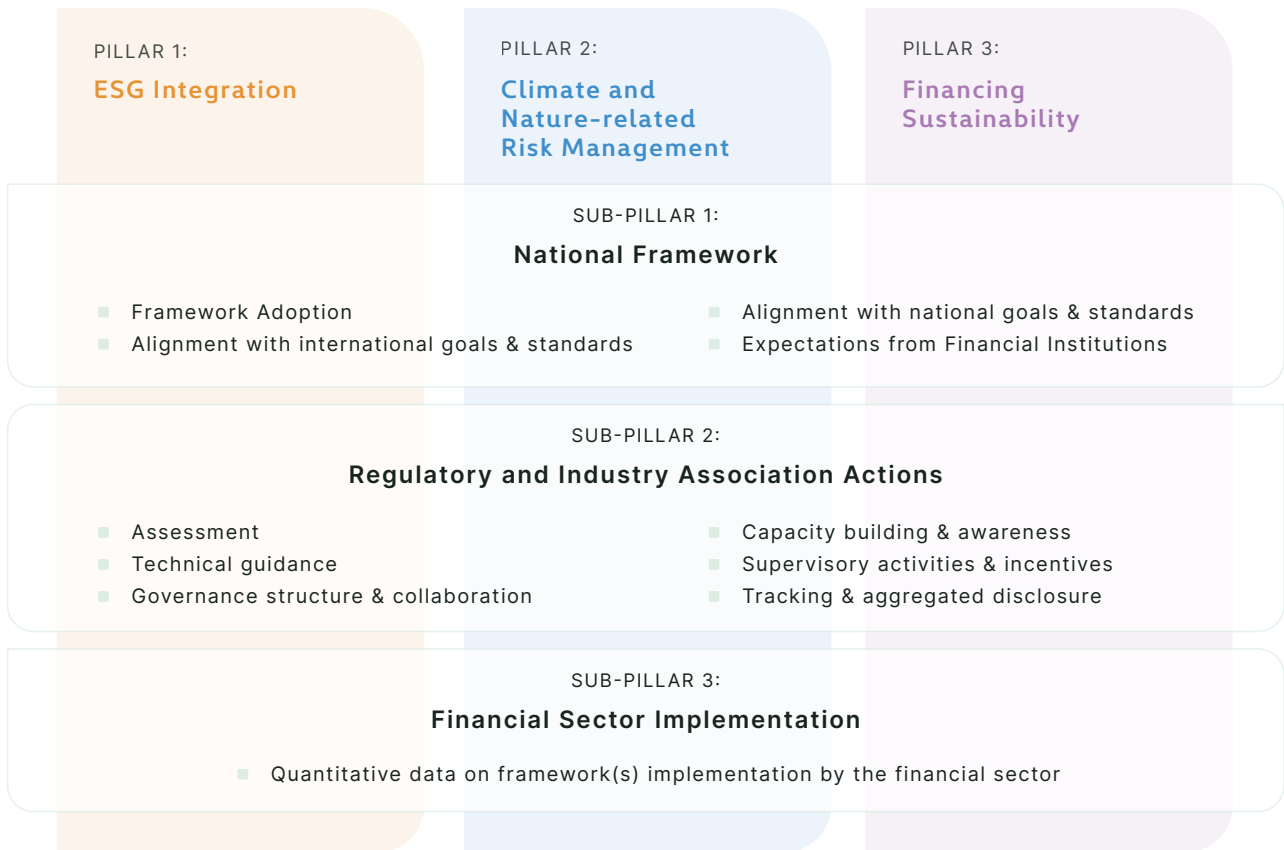 PILLAR 1:
ESG Integration
PILLAR 2:
Climate and
Nature-related
Risk Management
PILLAR 3:
Financing
Sustainability
SUB-PILLAR 1:
National Framework
Framework Adoption
Alignment with international goals & standards
Alignment with national goals & standards
Expectations from Financial Institutions
SUB-PILLAR 2:
Regulatory and Industry Association Actions
Assessment
Technical guidance
Governance structure & collaboration
Capacity building & awareness
Supervisory activities & incentives
Tracking & aggregated disclosure
SUB-PILLAR 3:
Financial Sector Implementation
Quantitative data on framework(s) implementation by the financial sector